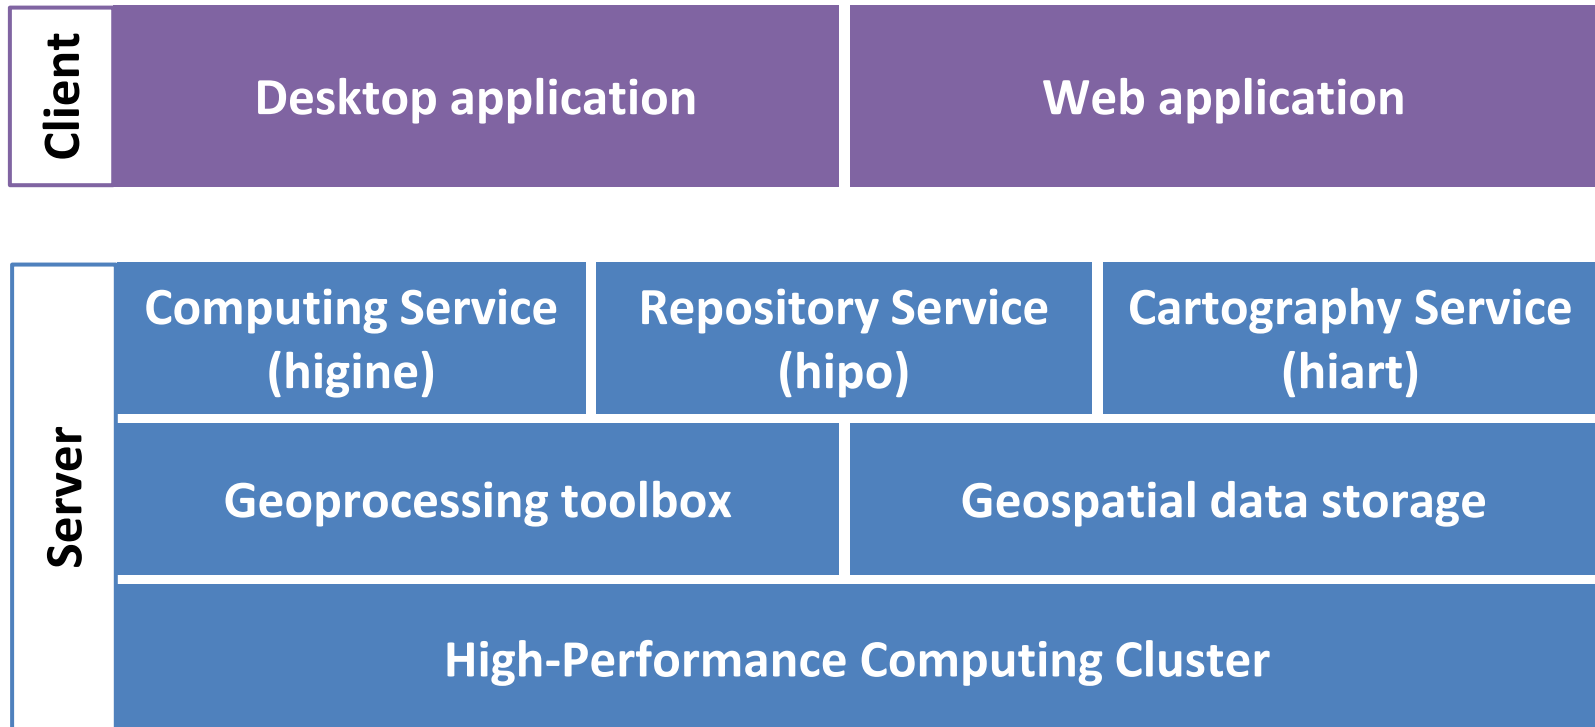 Client
Desktop application
Web application
Server
Computing Service
(higine)
Repository Service
(hipo)
Cartography Service
(hiart)
Geoprocessing toolbox
Geospatial data storage
High-Performance Computing Cluster